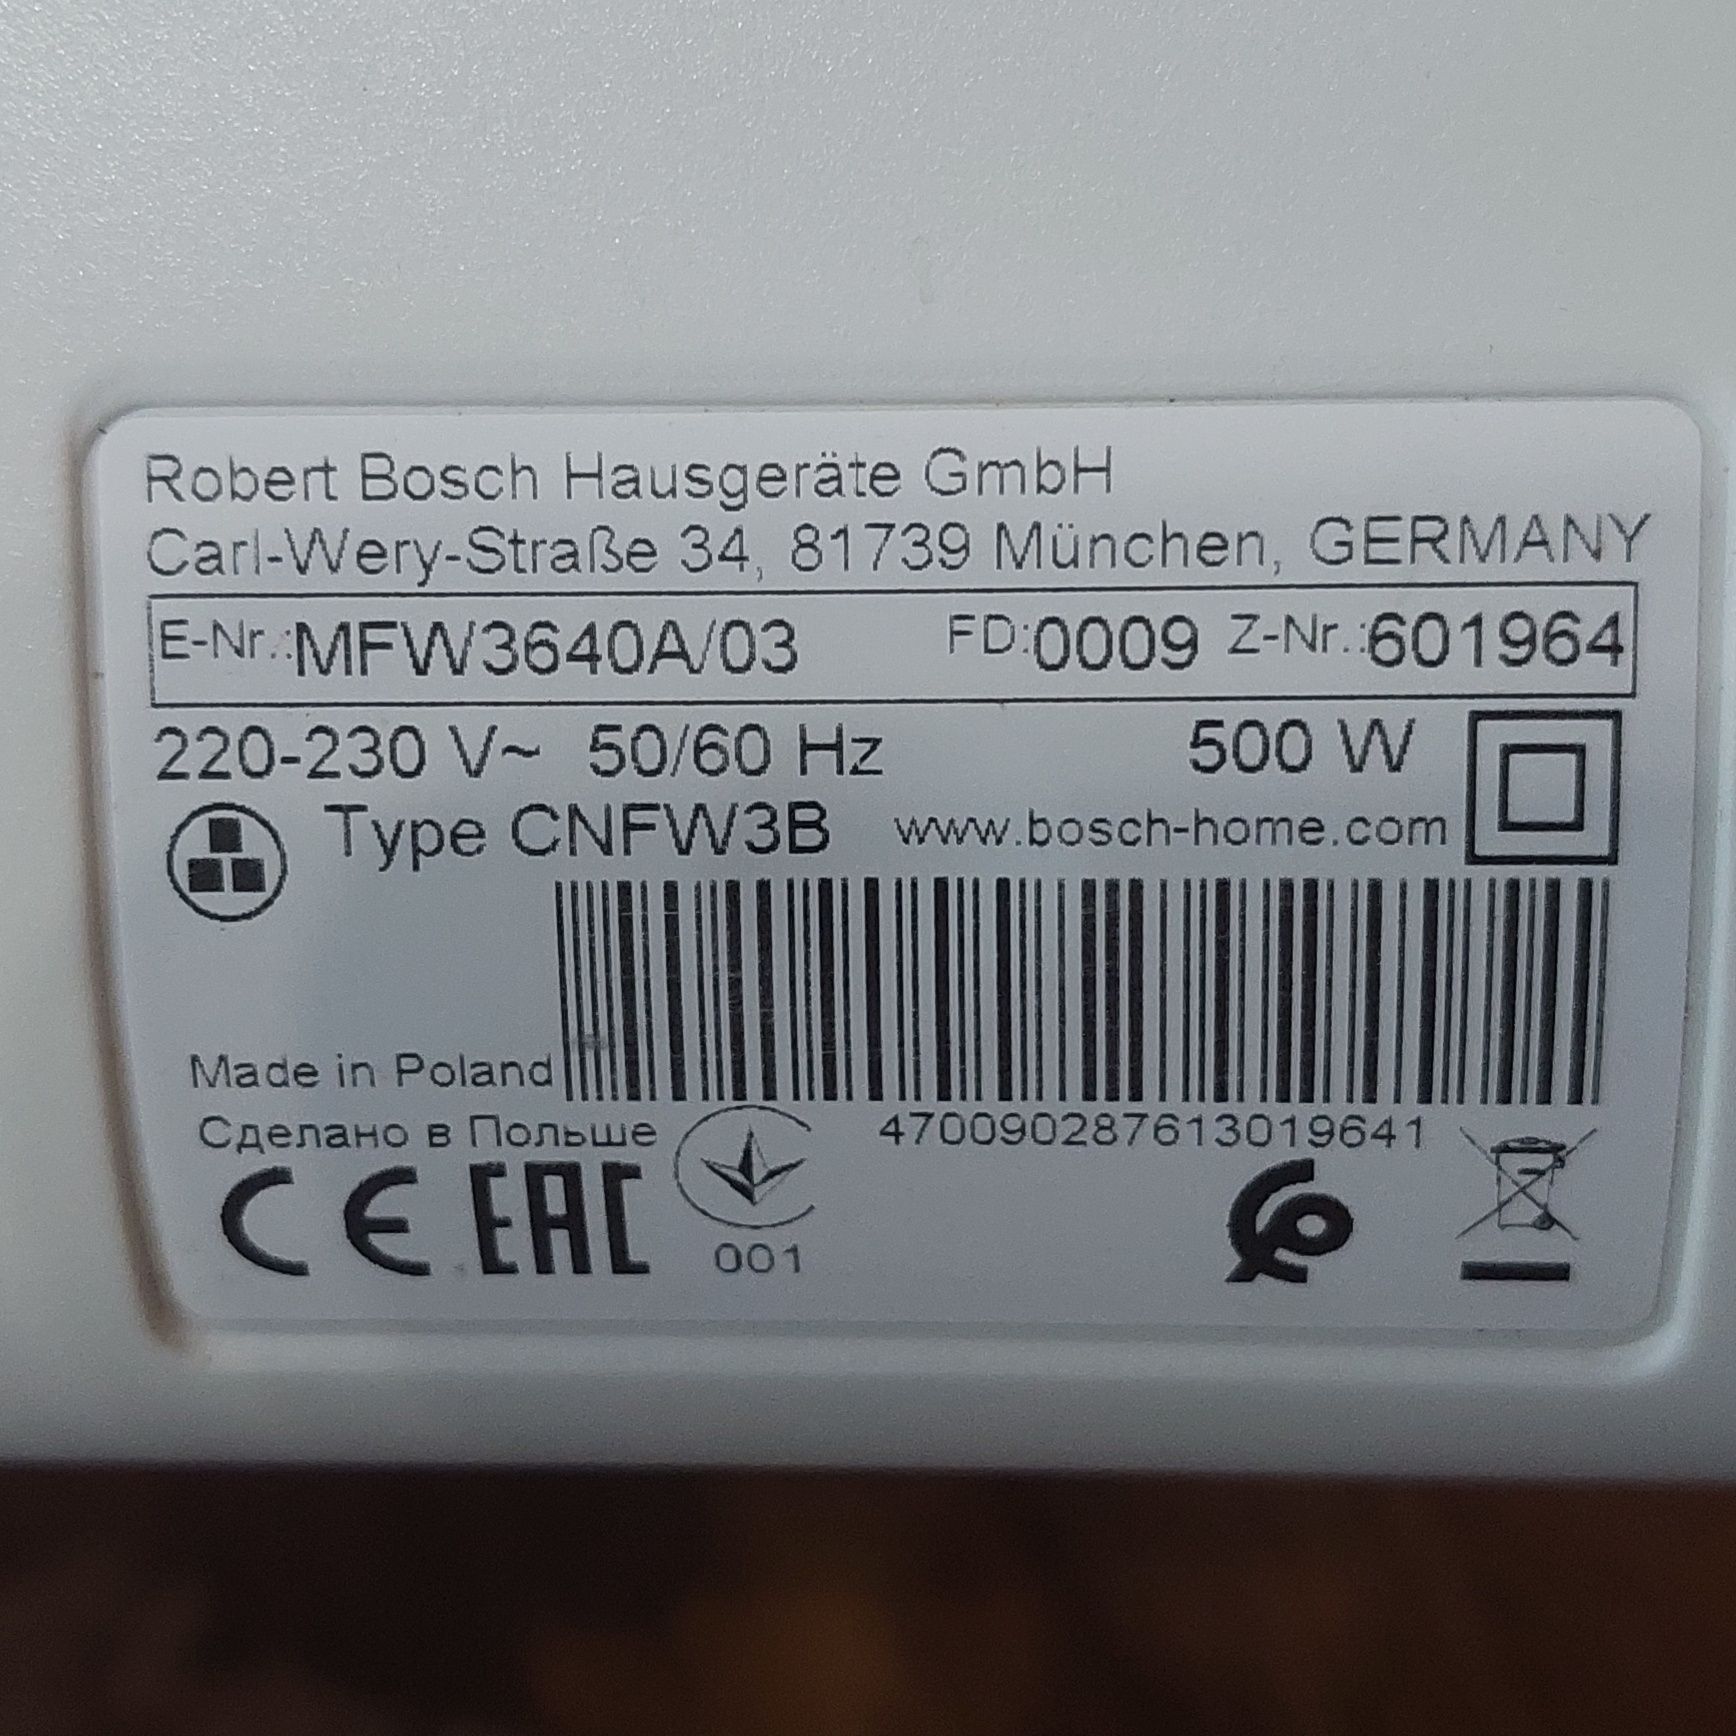 Robert Bosch Hausgeräte GmbH
Carl-Wery-Straße 34, 81739 München, GERMANY
E-Nr.:MFW3640A/03 FD:0009 Z-Nr.:601964
220-230 V~ 50/60 Hz 500 W
Type CNFW3B www.bosch-home.com
Made in Poland
Сделано в Польше 470090287613019641
CE EAC
001